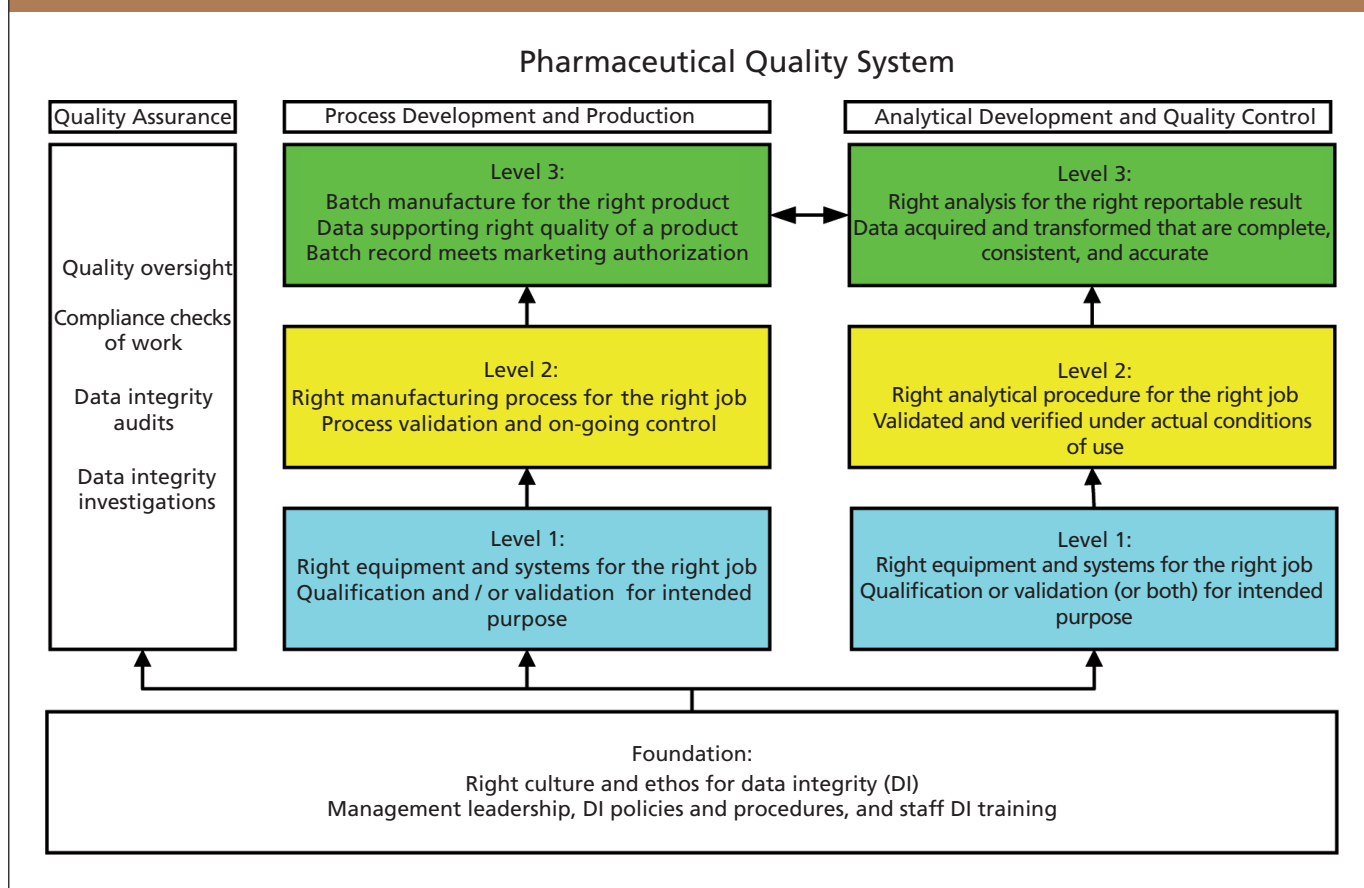 Pharmaceutical Quality System
Quality Assurance
Quality oversight
Compliance checks
of work
Data integrity
audits
Data integrity
investigations
Process Development and Production
Level 3:
Batch manufacture for the right product
Data supporting right quality of a product
Batch record meets marketing authorization
Level 2:
Right manufacturing process for the right job
Process validation and on-going control
Level 1:
Right equipment and systems for the right job
Qualification and / or validation for intended
purpose
Analytical Development and Quality Control
Level 3:
Right analysis for the right reportable result
Data acquired and transformed that are complete,
consistent, and accurate
Level 2:
Right analytical procedure for the right job
Validated and verified under actual conditions
of use
Level 1:
Right equipment and systems for the right job
Qualification or validation (or both) for intended
purpose
Foundation:
Right culture and ethos for data integrity (DI)
Management leadership, DI policies and procedures, and staff DI training